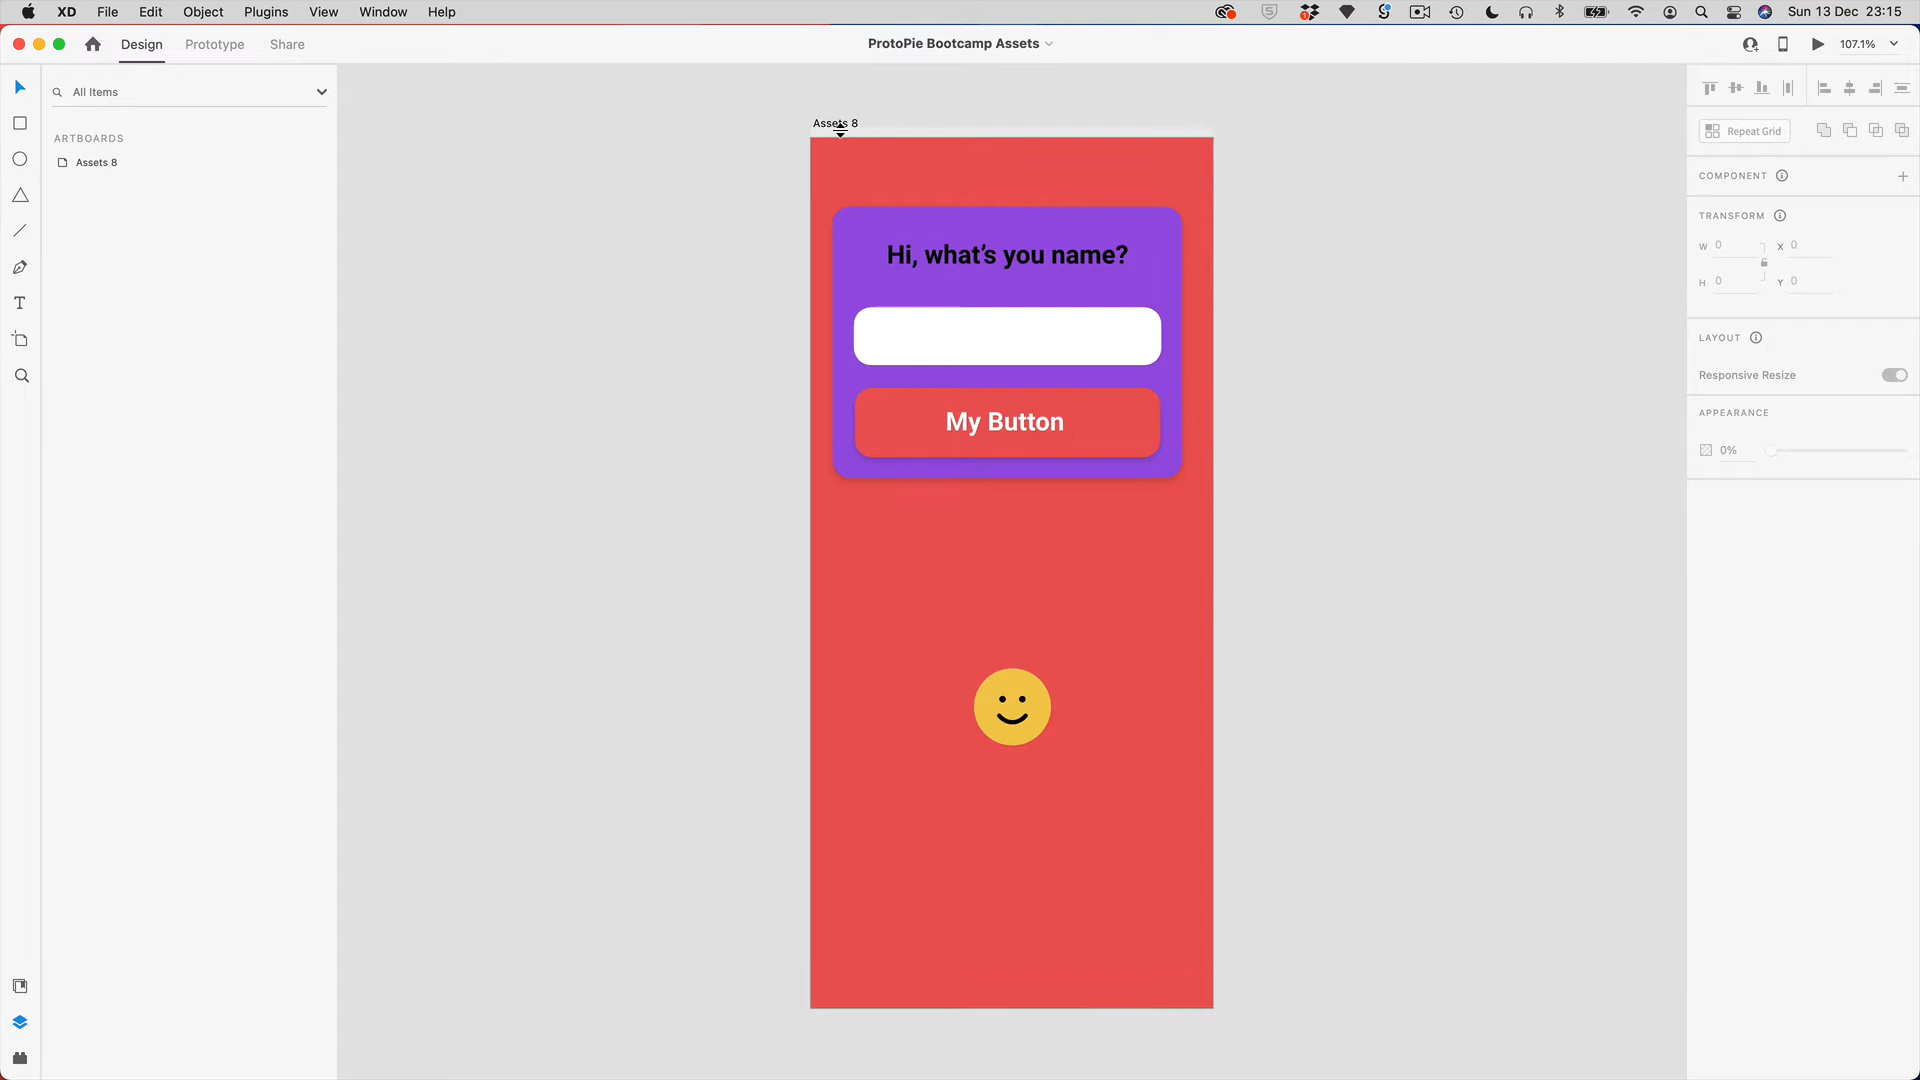 XD File Edit Object Plugins View Window Help Sun 13 Dec 23:15
Design Prototype Share ProtoPie Bootcamp Assets 107.1%
All Items
ARTBOARDS
Assets 8
Assets 8
Hi, what’s you name?
My Button
Repeat Grid
COMPONENT
TRANSFORM
W 0 X 0
H 0 Y 0
LAYOUT
Responsive Resize
APPEARANCE
0%